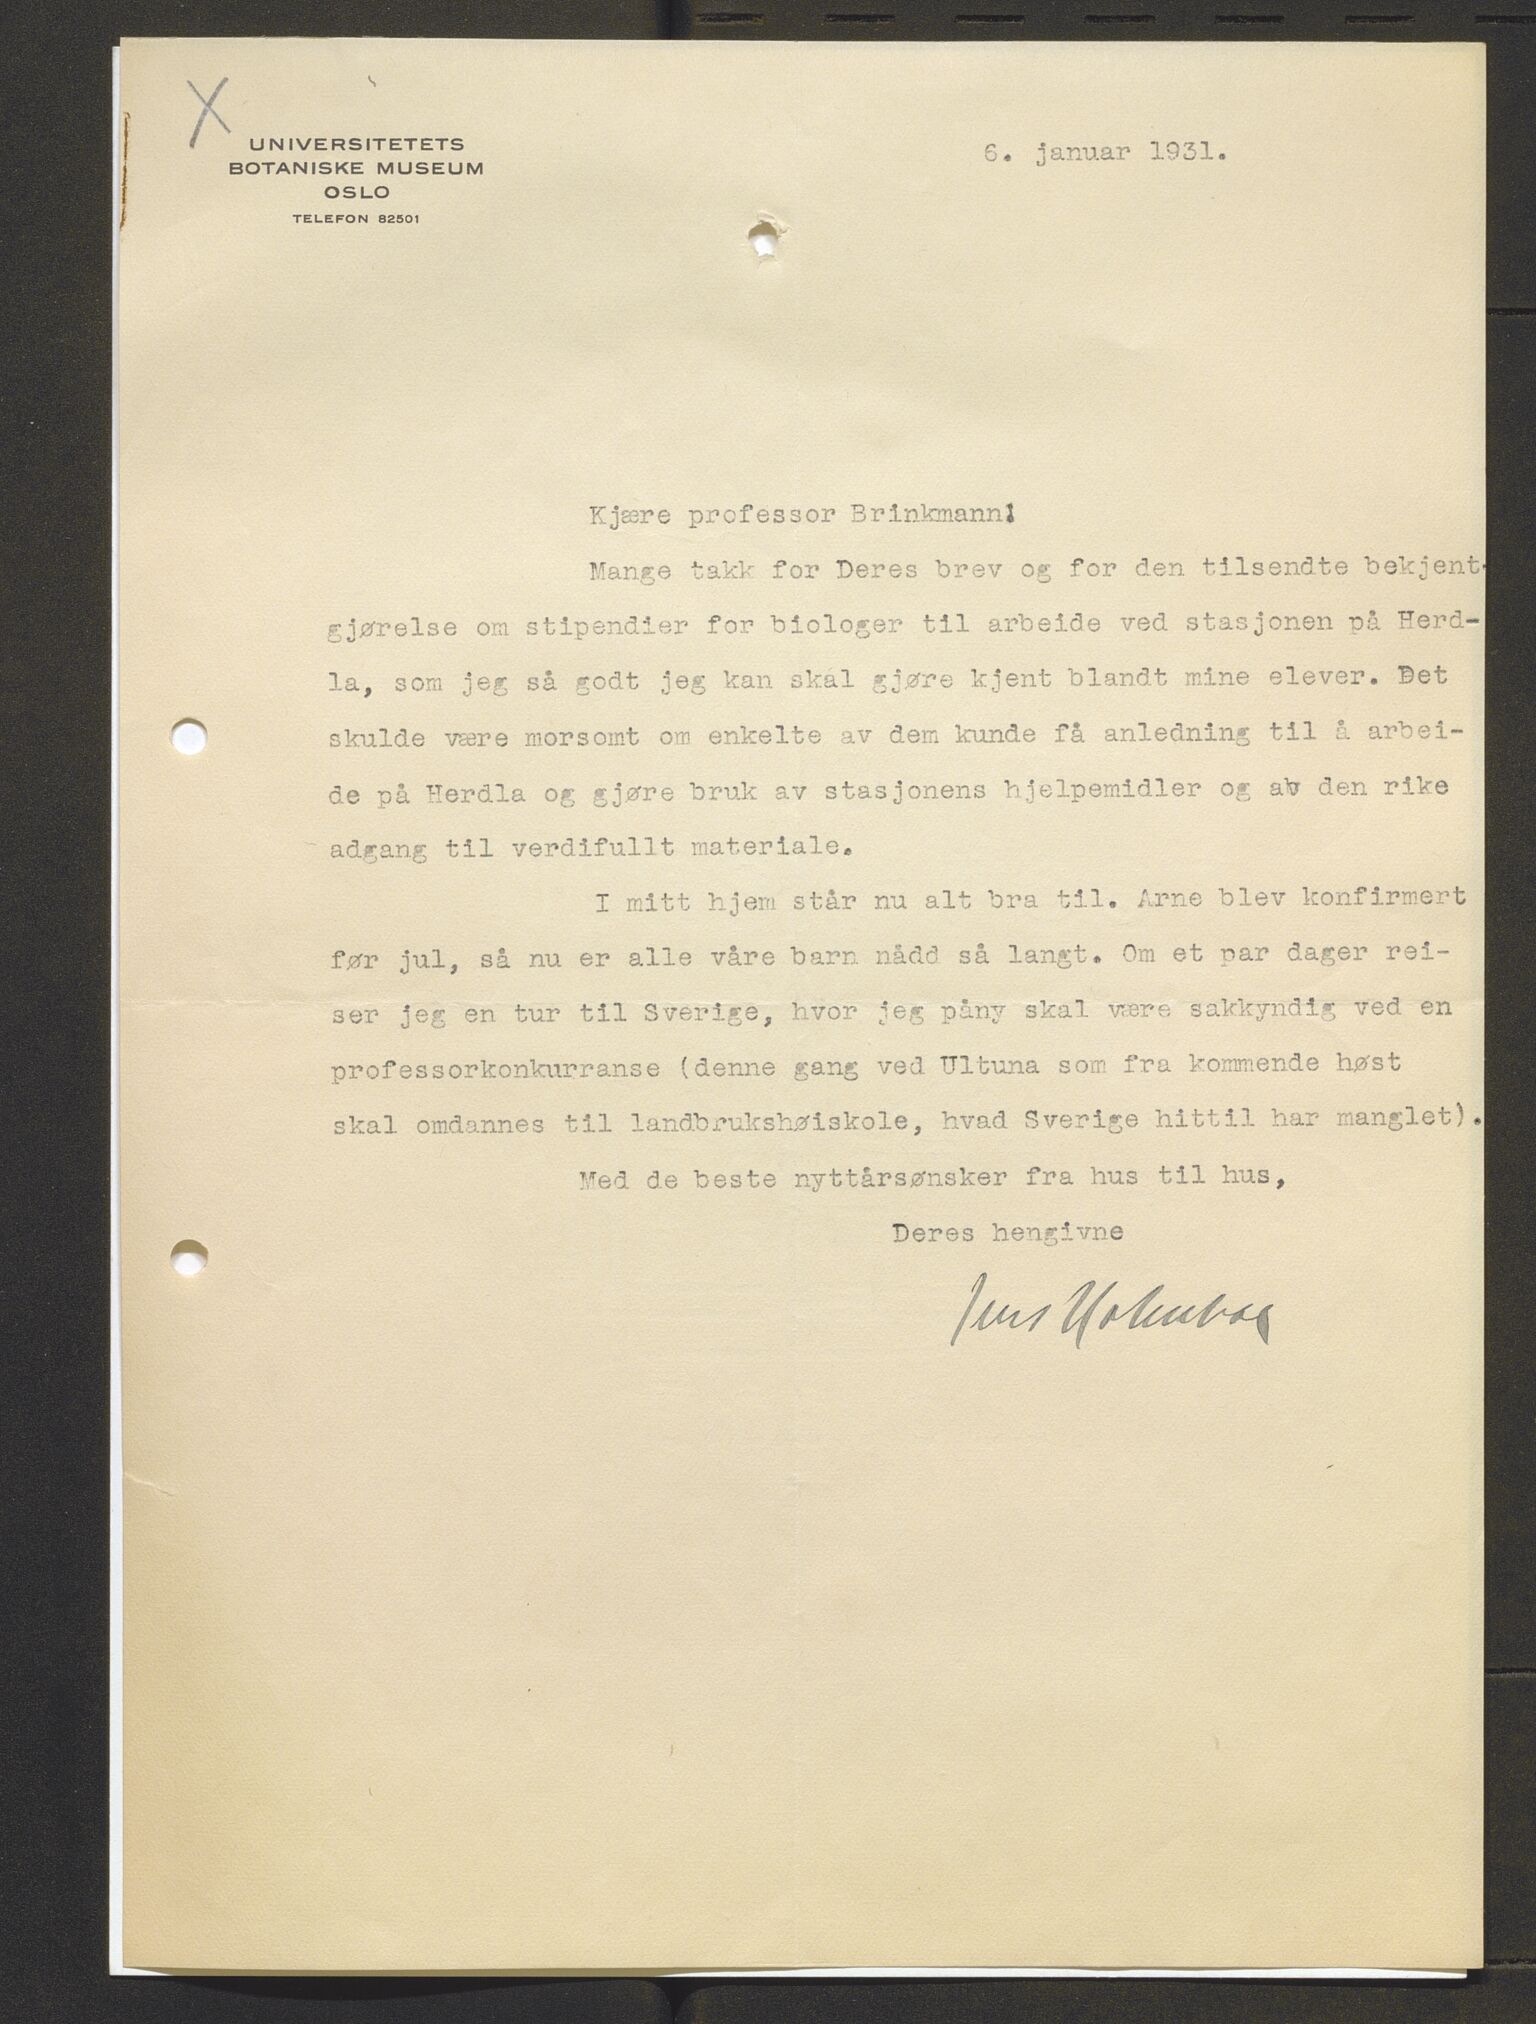 X
UNIVERSITETETS
BOTANISKE MUSEUM
OSLO
TELEFON 82501
6. januar 1931.
Kjære professor Brinkmann!
Mange takk for Deres brev og for den tilsendte bekjent-
gjørelse om stipendier for biologer til arbeide ved stasjonen på Herd-
la, som jeg så godt jeg kan skal gjøre kjent blandt mine elever. Det
skulde være morsomt om enkelte av dem kunde få anledning til å arbei-
de på Herdla og gjøre bruk av stasjonens hjelpemidler og av den rike
adgang til verdifullt materiale.
I mitt hjem står nu alt bra til. Arne blev konfirmert
før jul, så nu er alle våre barn nådd så langt. Om et par dager rei-
ser jeg en tur til Sverige, hvor jeg påny skal være sakkyndig ved en
professorkonkurranse (denne gang ved Ultuna som fra kommende høst
skal omdannes til landbrukshøiskole, hvad Sverige hittil har manglet).
Med de beste nyttårsønsker fra hus til hus,
Deres hengivne
Jens Holmboe